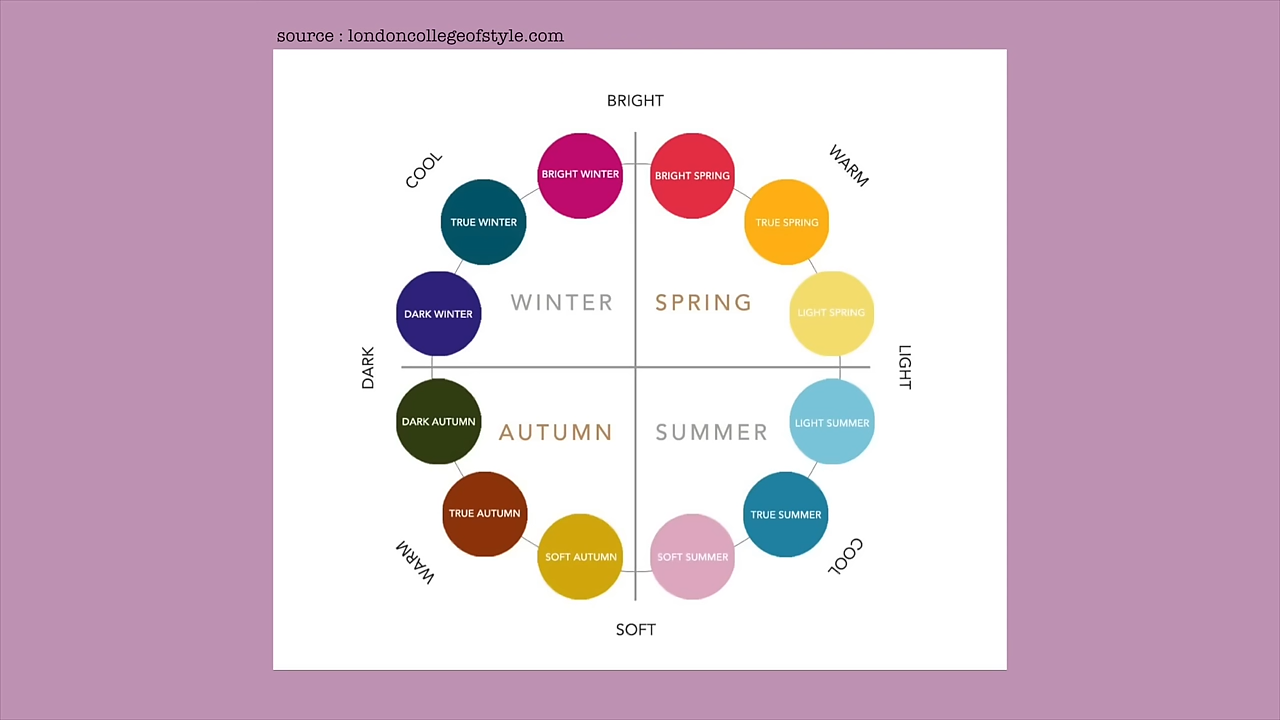 source : londoncollegeofstyle.com
BRIGHT
COOL
WARM
BRIGHT WINTER
BRIGHT SPRING
TRUE WINTER
TRUE SPRING
WINTER
SPRING
DARK WINTER
LIGHT SPRING
DARK
LIGHT
DARK AUTUMN
AUTUMN
SUMMER
LIGHT SUMMER
TRUE AUTUMN
TRUE SUMMER
SOFT AUTUMN
SOFT SUMMER
WARM
COOL
SOFT